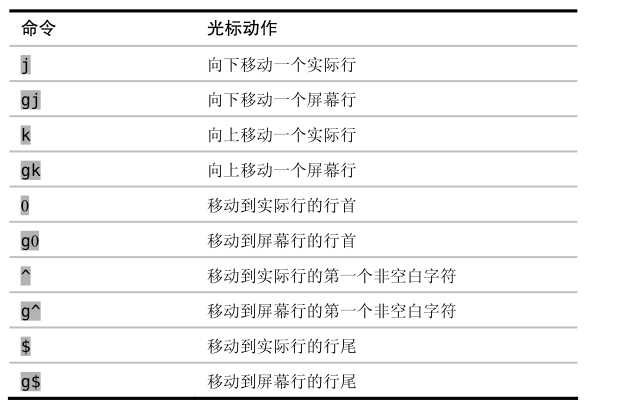 命令 光标动作
j 向下移动一个实际行
gj 向下移动一个屏幕行
k 向上移动一个实际行
gk 向上移动一个屏幕行
0 移动到实际行的行首
g0 移动到屏幕行的行首
^ 移动到实际行的第一个非空白字符
g^ 移动到屏幕行的第一个非空白字符
$ 移动到实际行的行尾
g$ 移动到屏幕行的行尾